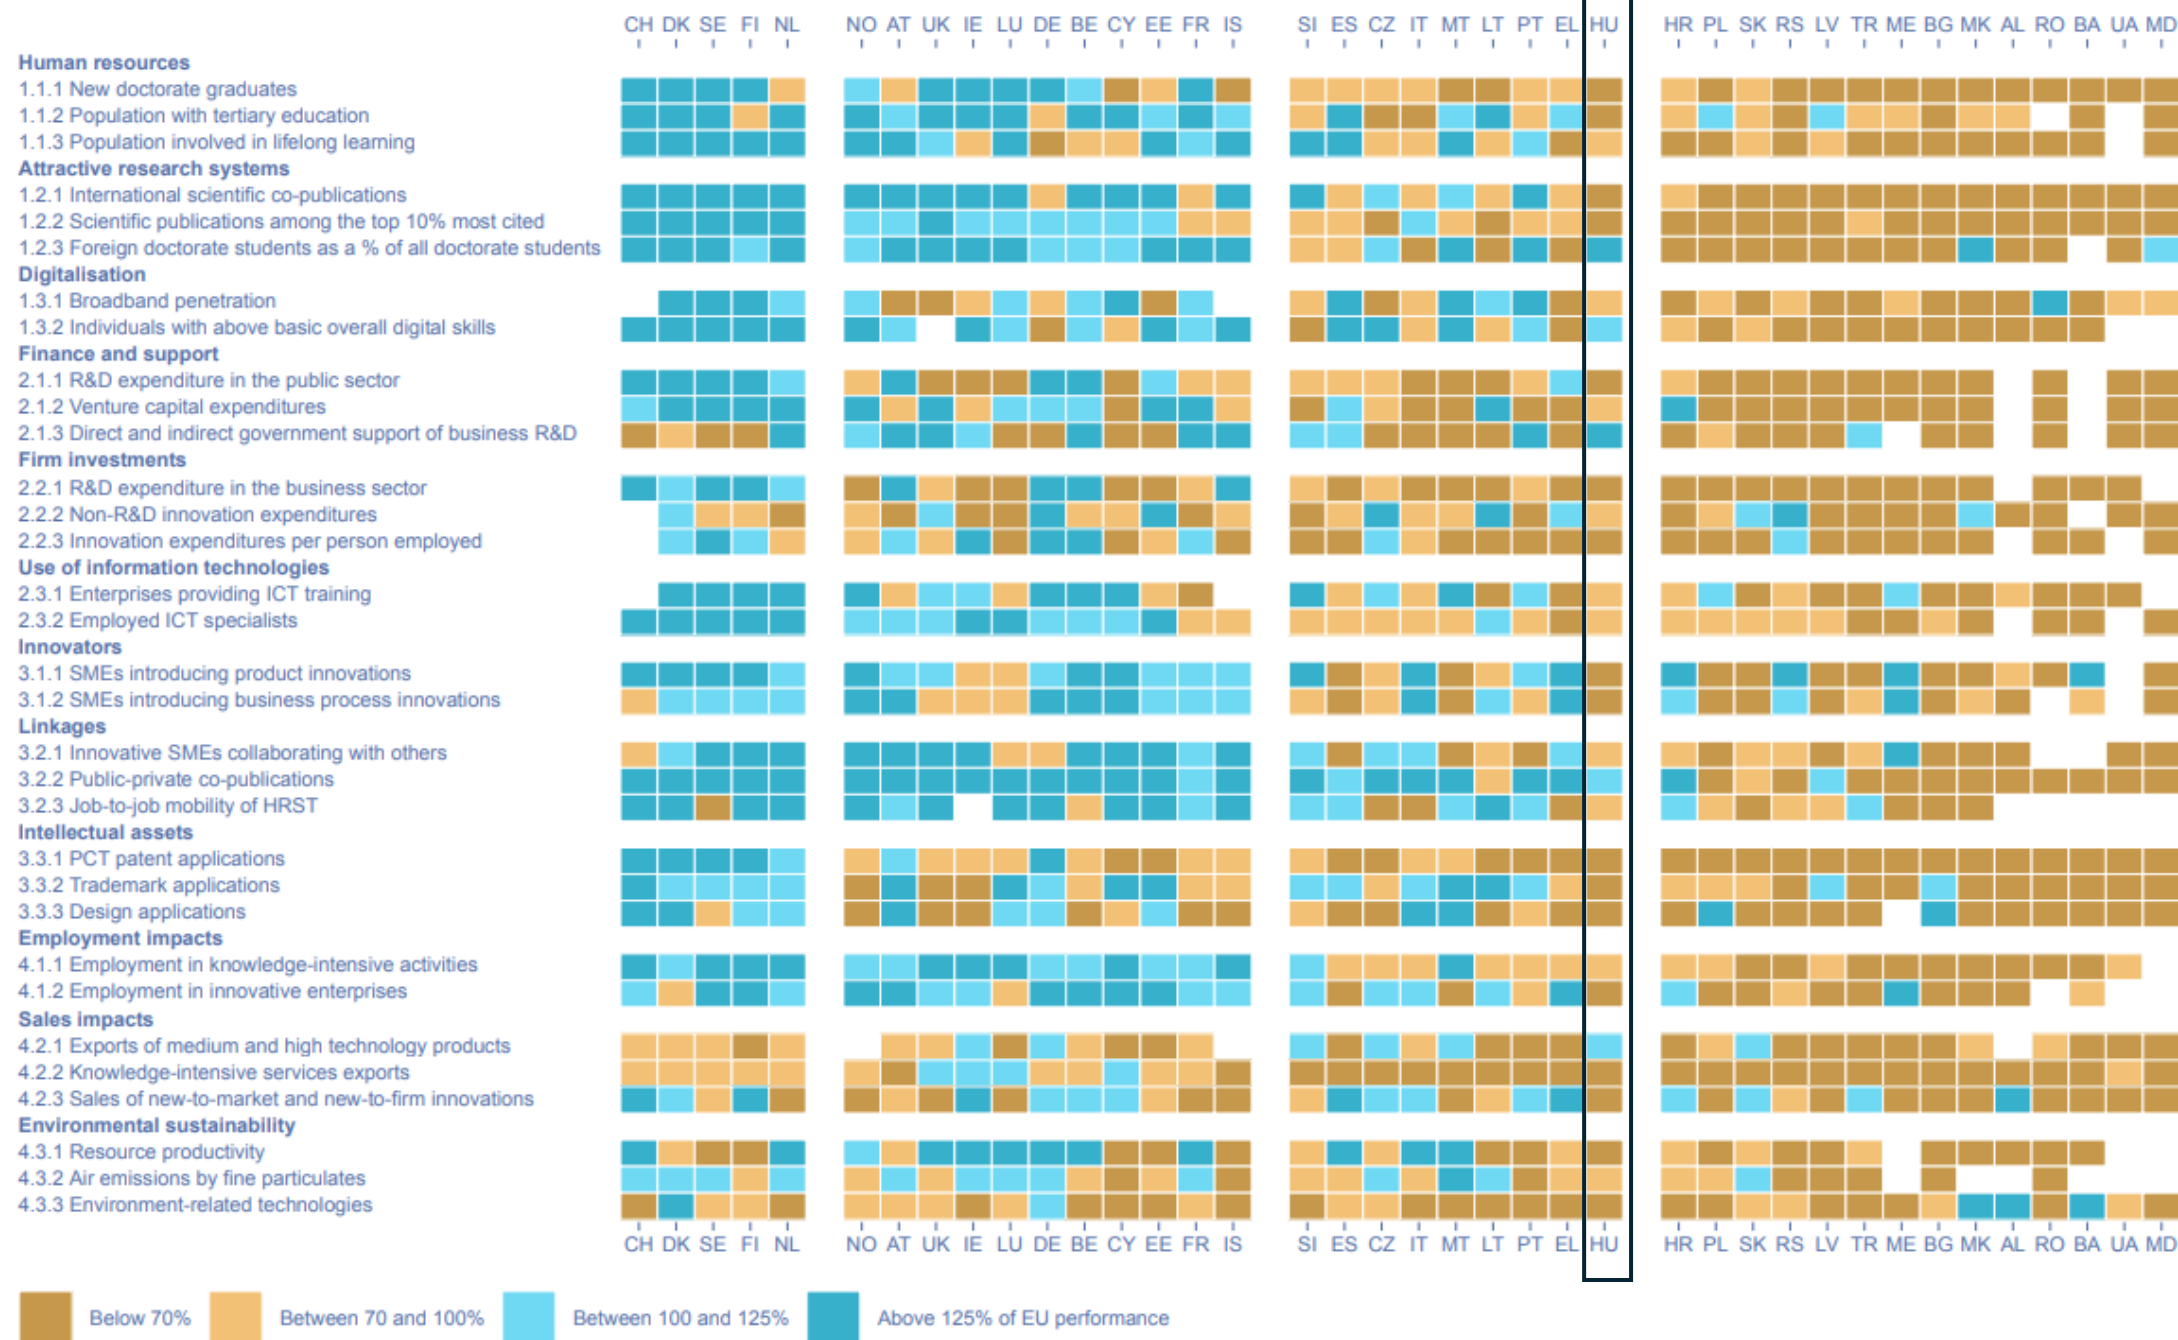 CH DK SE FI NL NO AT UK IE LU DE BE CY EE FR IS SI ES CZ IT MT LT PT EL HU HR PL SK RS LV TR ME BG MK AL RO BA UA MD
Human resources
1.1.1 New doctorate graduates
1.1.2 Population with tertiary education
1.1.3 Population involved in lifelong learning
Attractive research systems
1.2.1 International scientific co-publications
1.2.2 Scientific publications among the top 10% most cited
1.2.3 Foreign doctorate students as a % of all doctorate students
Digitalisation
1.3.1 Broadband penetration
1.3.2 Individuals with above basic overall digital skills
Finance and support
2.1.1 R&D expenditure in the public sector
2.1.2 Venture capital expenditures
2.1.3 Direct and indirect government support of business R&D
Firm investments
2.2.1 R&D expenditure in the business sector
2.2.2 Non-R&D innovation expenditures
2.2.3 Innovation expenditures per person employed
Use of information technologies
2.3.1 Enterprises providing ICT training
2.3.2 Employed ICT specialists
Innovators
3.1.1 SMEs introducing product innovations
3.1.2 SMEs introducing business process innovations
Linkages
3.2.1 Innovative SMEs collaborating with others
3.2.2 Public-private co-publications
3.2.3 Job-to-job mobility of HRST
Intellectual assets
3.3.1 PCT patent applications
3.3.2 Trademark applications
3.3.3 Design applications
Employment impacts
4.1.1 Employment in knowledge-intensive activities
4.1.2 Employment in innovative enterprises
Sales impacts
4.2.1 Exports of medium and high technology products
4.2.2 Knowledge-intensive services exports
4.2.3 Sales of new-to-market and new-to-firm innovations
Environmental sustainability
4.3.1 Resource productivity
4.3.2 Air emissions by fine particulates
4.3.3 Environment-related technologies
CH DK SE FI NL NO AT UK IE LU DE BE CY EE FR IS SI ES CZ IT MT LT PT EL HU HR PL SK RS LV TR ME BG MK AL RO BA UA MD
Below 70% Between 70 and 100% Between 100 and 125% Above 125% of EU performance